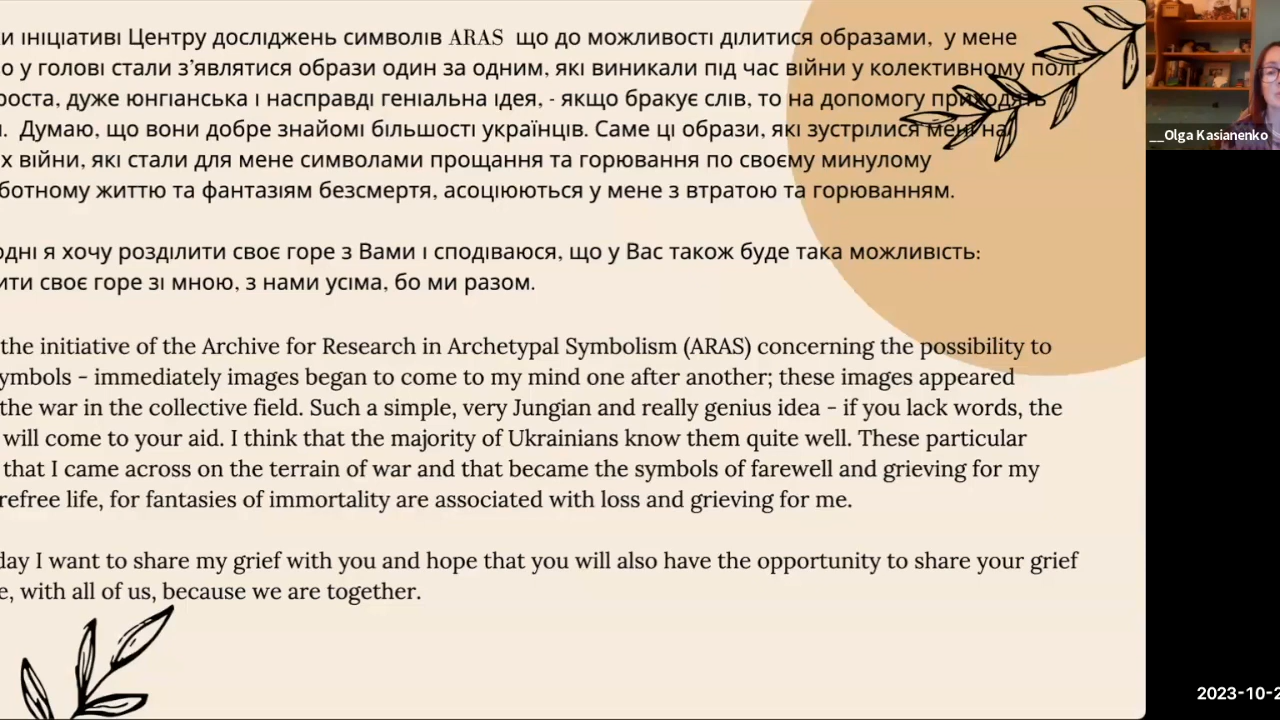 и ініціативі Центру досліджень символів ARAS що до можливості ділитися образами, у мене
о у голові стали з’являтися образи один за одним, які виникали під час війни у колективному полі.
роста, дуже юнгіанська і насправді геніальна ідея, - якщо бракує слів, то на допомогу приходять
. Думаю, що вони добре знайомі більшості українців. Саме ці образи, які зустрілися мені на
х війни, які стали для мене символами прощання та горювання по своєму минулому
ботному життю та фантазіям безсмертя, асоціюються у мене з втратою та горюванням.
одні я хочу розділити своє горе з Вами і сподіваюся, що у Вас також буде така можливість:
ити своє горе зі мною, з нами усіма, бо ми разом.
the initiative of the Archive for Research in Archetypal Symbolism (ARAS) concerning the possibility to
ymbols - immediately images began to come to my mind one after another; these images appeared
the war in the collective field. Such a simple, very Jungian and really genius idea - if you lack words, the
will come to your aid. I think that the majority of Ukrainians know them quite well. These particular
that I came across on the terrain of war and that became the symbols of farewell and grieving for my
refree life, for fantasies of immortality are associated with loss and grieving for me.
day I want to share my grief with you and hope that you will also have the opportunity to share your grief
e, with all of us, because we are together.
__Olga Kasianenko
2023-10-2